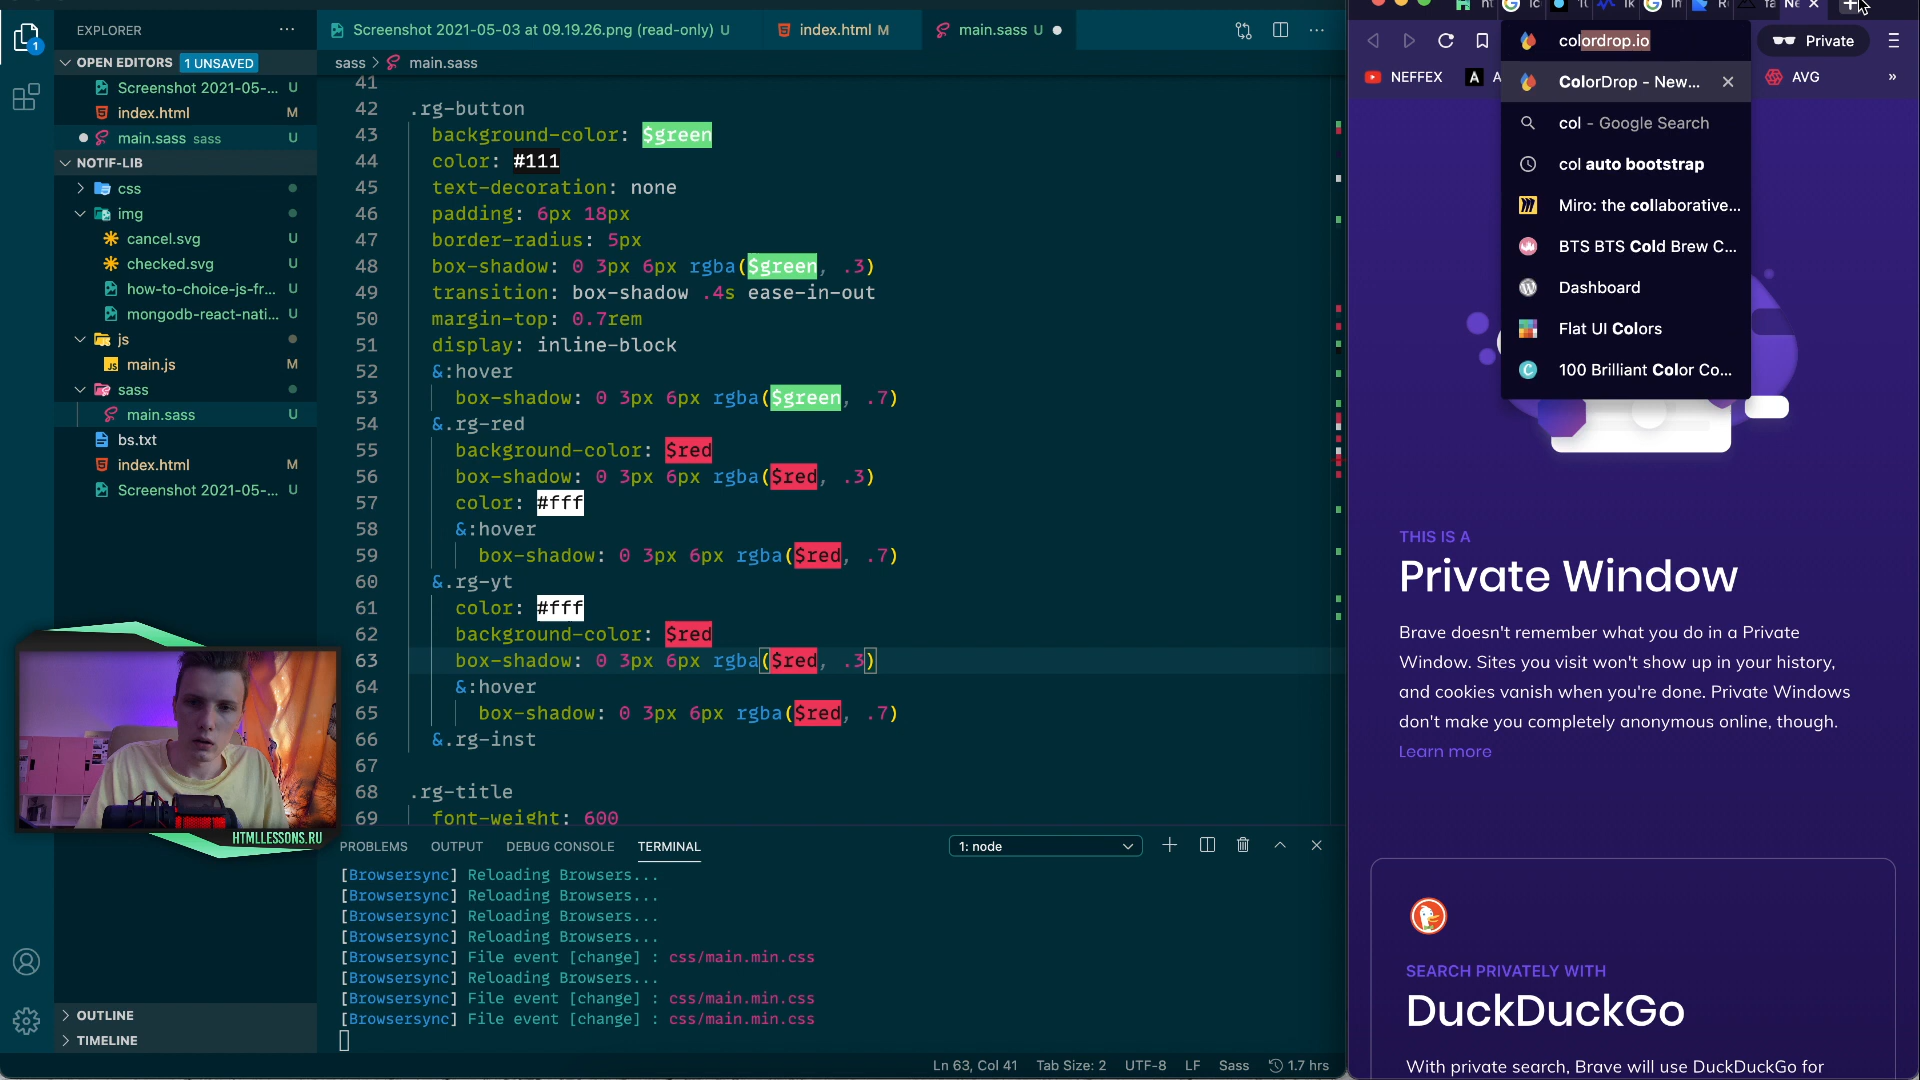 EXPLORER
OPEN EDITORS 1 UNSAVED
Screenshot 2021-05-... U
index.html M
main.sass sass U
NOTIF-LIB
css
img
cancel.svg U
checked.svg U
how-to-choice-js-fr... U
mongodb-react-nati... U
js
main.js M
sass
main.sass U
bs.txt
index.html M
Screenshot 2021-05-... U
OUTLINE
TIMELINE
HTMLLESSONS.RU
Screenshot 2021-05-03 at 09.19.26.png (read-only) U
index.html M
main.sass U
sass > main.sass
41
42 .rg-button
43 background-color: $green
44 color: #111
45 text-decoration: none
46 padding: 6px 18px
47 border-radius: 5px
48 box-shadow: 0 3px 6px rgba($green, .3)
49 transition: box-shadow .4s ease-in-out
50 margin-top: 0.7rem
51 display: inline-block
52 &:hover
53 box-shadow: 0 3px 6px rgba($green, .7)
54 &.rg-red
55 background-color: $red
56 box-shadow: 0 3px 6px rgba($red, .3)
57 color: #fff
58 &:hover
59 box-shadow: 0 3px 6px rgba($red, .7)
60 &.rg-yt
61 color: #fff
62 background-color: $red
63 box-shadow: 0 3px 6px rgba($red, .3)
64 &:hover
65 box-shadow: 0 3px 6px rgba($red, .7)
66 &.rg-inst
67
68 .rg-title
69 font-weight: 600
PROBLEMS OUTPUT DEBUG CONSOLE TERMINAL 1: node
[Browsersync] Reloading Browsers...
[Browsersync] Reloading Browsers...
[Browsersync] Reloading Browsers...
[Browsersync] Reloading Browsers...
[Browsersync] File event [change] : css/main.min.css
[Browsersync] Reloading Browsers...
[Browsersync] File event [change] : css/main.min.css
[Browsersync] File event [change] : css/main.min.css
Ln 63, Col 41 Tab Size: 2 UTF-8 LF Sass 1.7 hrs
colordrop.io
Private
NEFFEX
AVG
ColorDrop - New...
col - Google Search
col auto bootstrap
Miro: the collaborative...
BTS BTS Cold Brew C...
Dashboard
Flat UI Colors
100 Brilliant Color Co...
THIS IS A
Private Window
Brave doesn't remember what you do in a Private
Window. Sites you visit won't show up in your history,
and cookies vanish when you're done. Private Windows
don't make you completely anonymous online, though.
Learn more
SEARCH PRIVATELY WITH
DuckDuckGo
With private search, Brave will use DuckDuckGo for